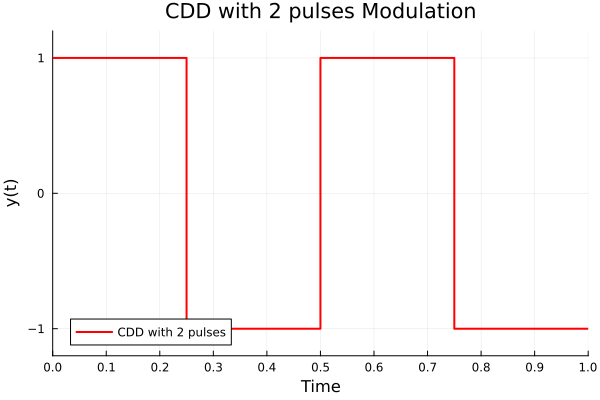 CDD with 2 pulses Modulation
y(t)
1
0
−1
CDD with 2 pulses
0.0 0.1 0.2 0.3 0.4 0.5 0.6 0.7 0.8 0.9 1.0
Time